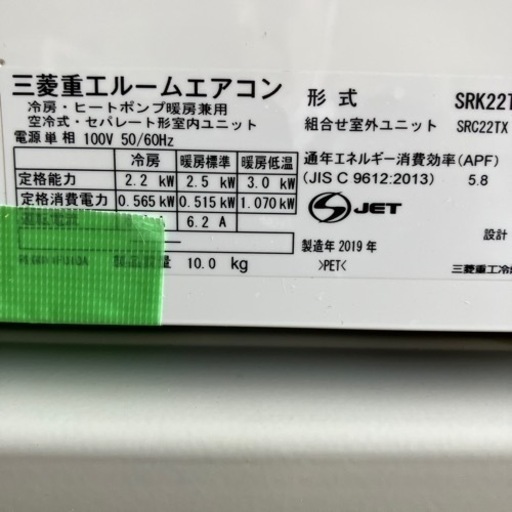 三菱重工ルームエアコン
冷房・ヒートポンプ暖房兼用
空冷式・セパレート形室内ユニット
電源単相 100V 50/60Hz
冷房 暖房標準 暖房低温
定格能力 2.2 kW 2.5 kW 3.0 kW
定格消費電力 0.565 kW 0.515 kW 1.070 kW
6.2 A
10.0 kg
形式 SRK22T
組合せ室外ユニット SRC22TX
通年エネルギー消費効率(APF)
(JIS C 9612:2013) 5.8
JET
製造年 2019 年
>PET<
設計
三菱重工冷